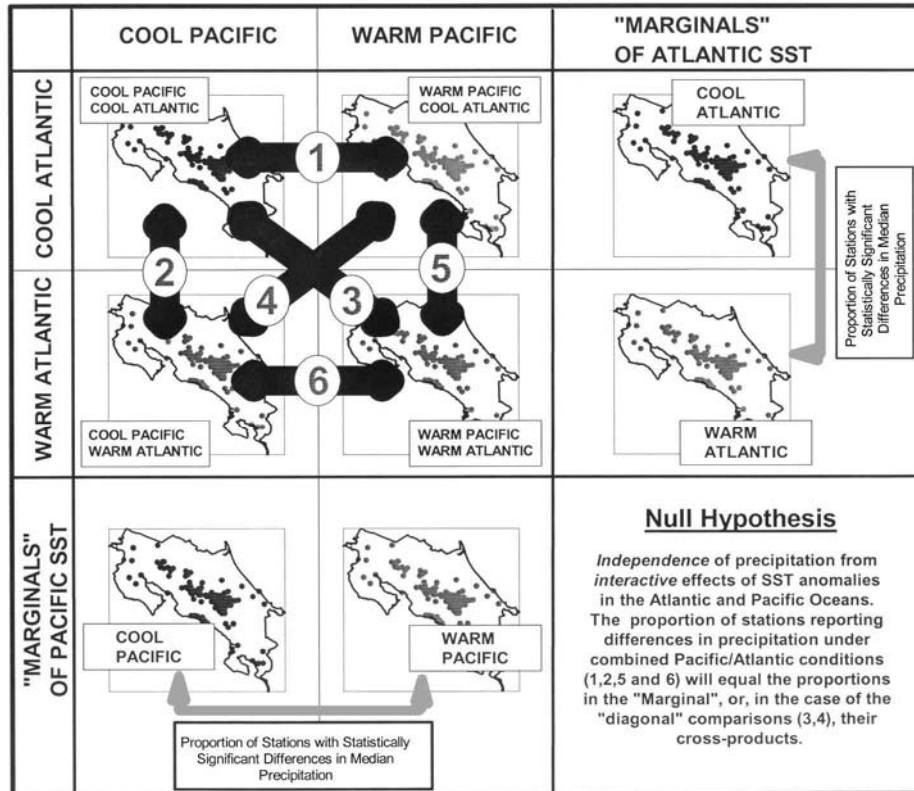 COOL PACIFIC
WARM PACIFIC
"MARGINALS"
OF ATLANTIC SST
COOL ATLANTIC
COOL PACIFIC
COOL ATLANTIC
WARM PACIFIC
COOL ATLANTIC
COOL
ATLANTIC
1
2
4
3
5
6
Proportion of Stations with
Statistically Significant
Differences in Median
Precipitation
WARM ATLANTIC
COOL PACIFIC
WARM ATLANTIC
WARM PACIFIC
WARM ATLANTIC
WARM
ATLANTIC
"MARGINALS"
OF PACIFIC SST
COOL
PACIFIC
WARM
PACIFIC
Proportion of Stations with Statistically
Significant Differences in Median
Precipitation
Null Hypothesis
Independence of precipitation from
interactive effects of SST anomalies
in the Atlantic and Pacific Oceans.
The proportion of stations reporting
differences in precipitation under
combined Pacific/Atlantic conditions
(1,2,5 and 6) will equal the proportions
in the "Marginal", or, in the case of the
"diagonal" comparisons (3,4), their
cross-products.